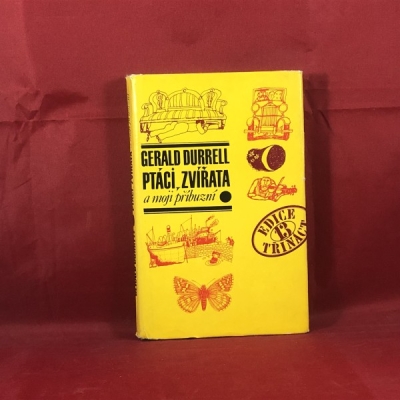 GERALD DURRELL
PTÁCI, ZVÍŘATA
a moji příbuzní
EDICE
13
TŘINÁCT